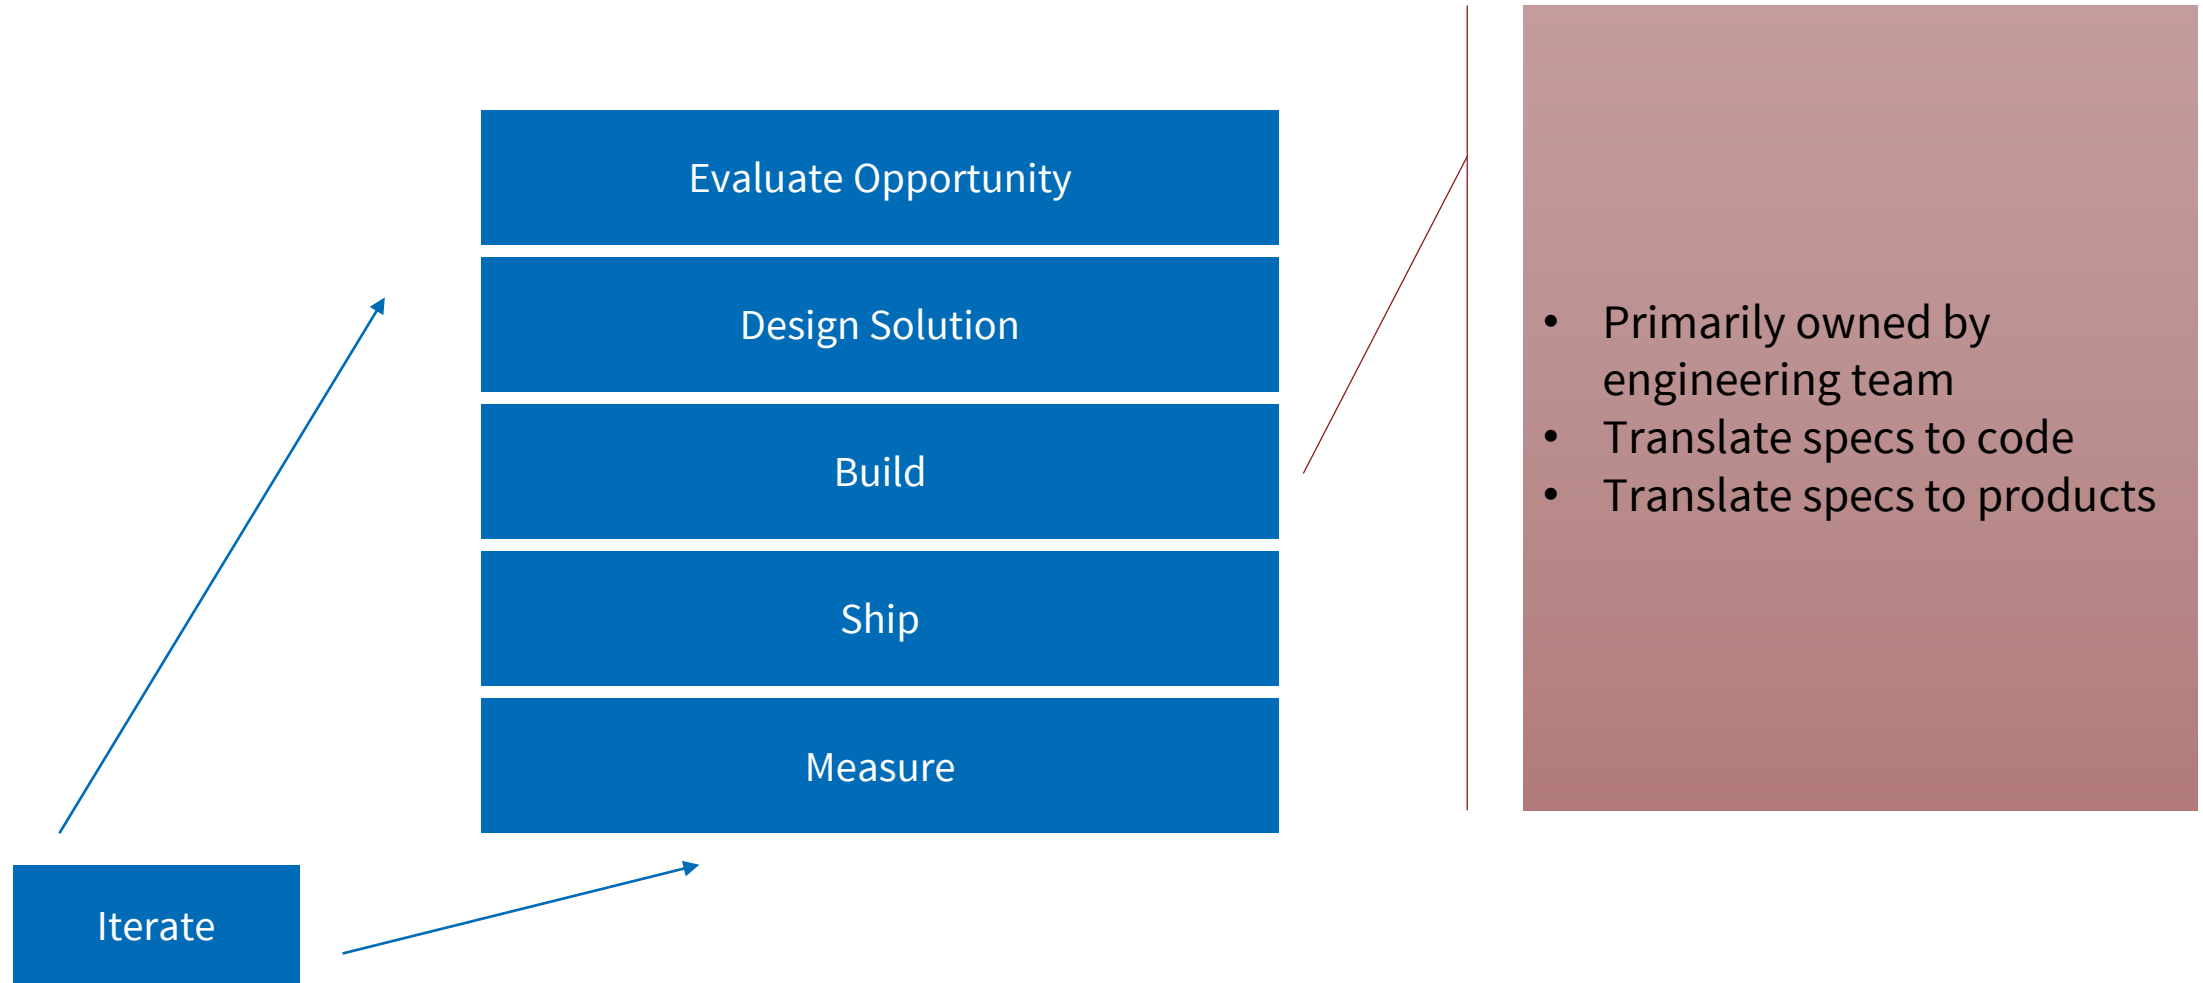 Evaluate Opportunity
Design Solution
Build
Ship
Measure
Iterate
• Primarily owned by
engineering team
• Translate specs to code
• Translate specs to products